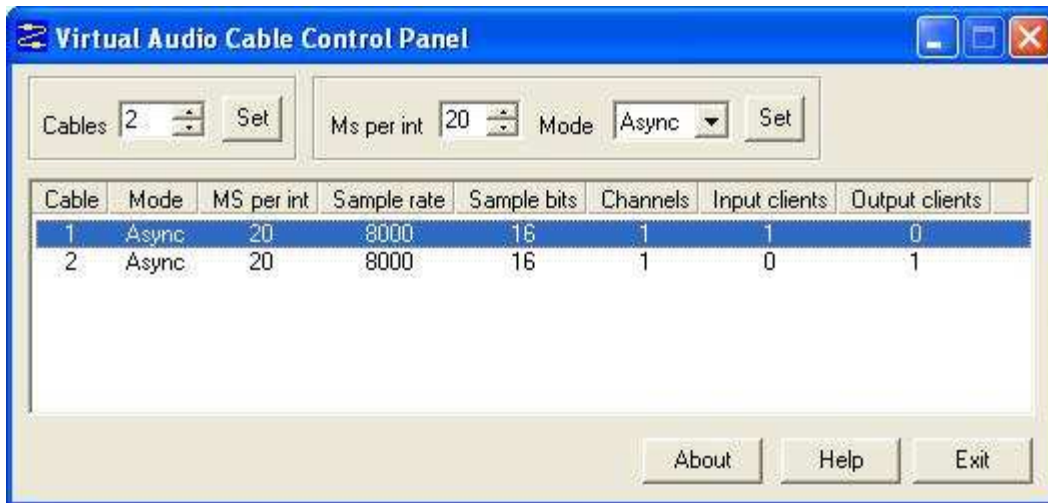 Virtual Audio Cable Control Panel
Cables 2 Set Ms per int 20 Mode Async Set
Cable Mode MS per int Sample rate Sample bits Channels Input clients Output clients
1 Async 20 8000 16 1 1 0
2 Async 20 8000 16 1 0 1
About Help Exit